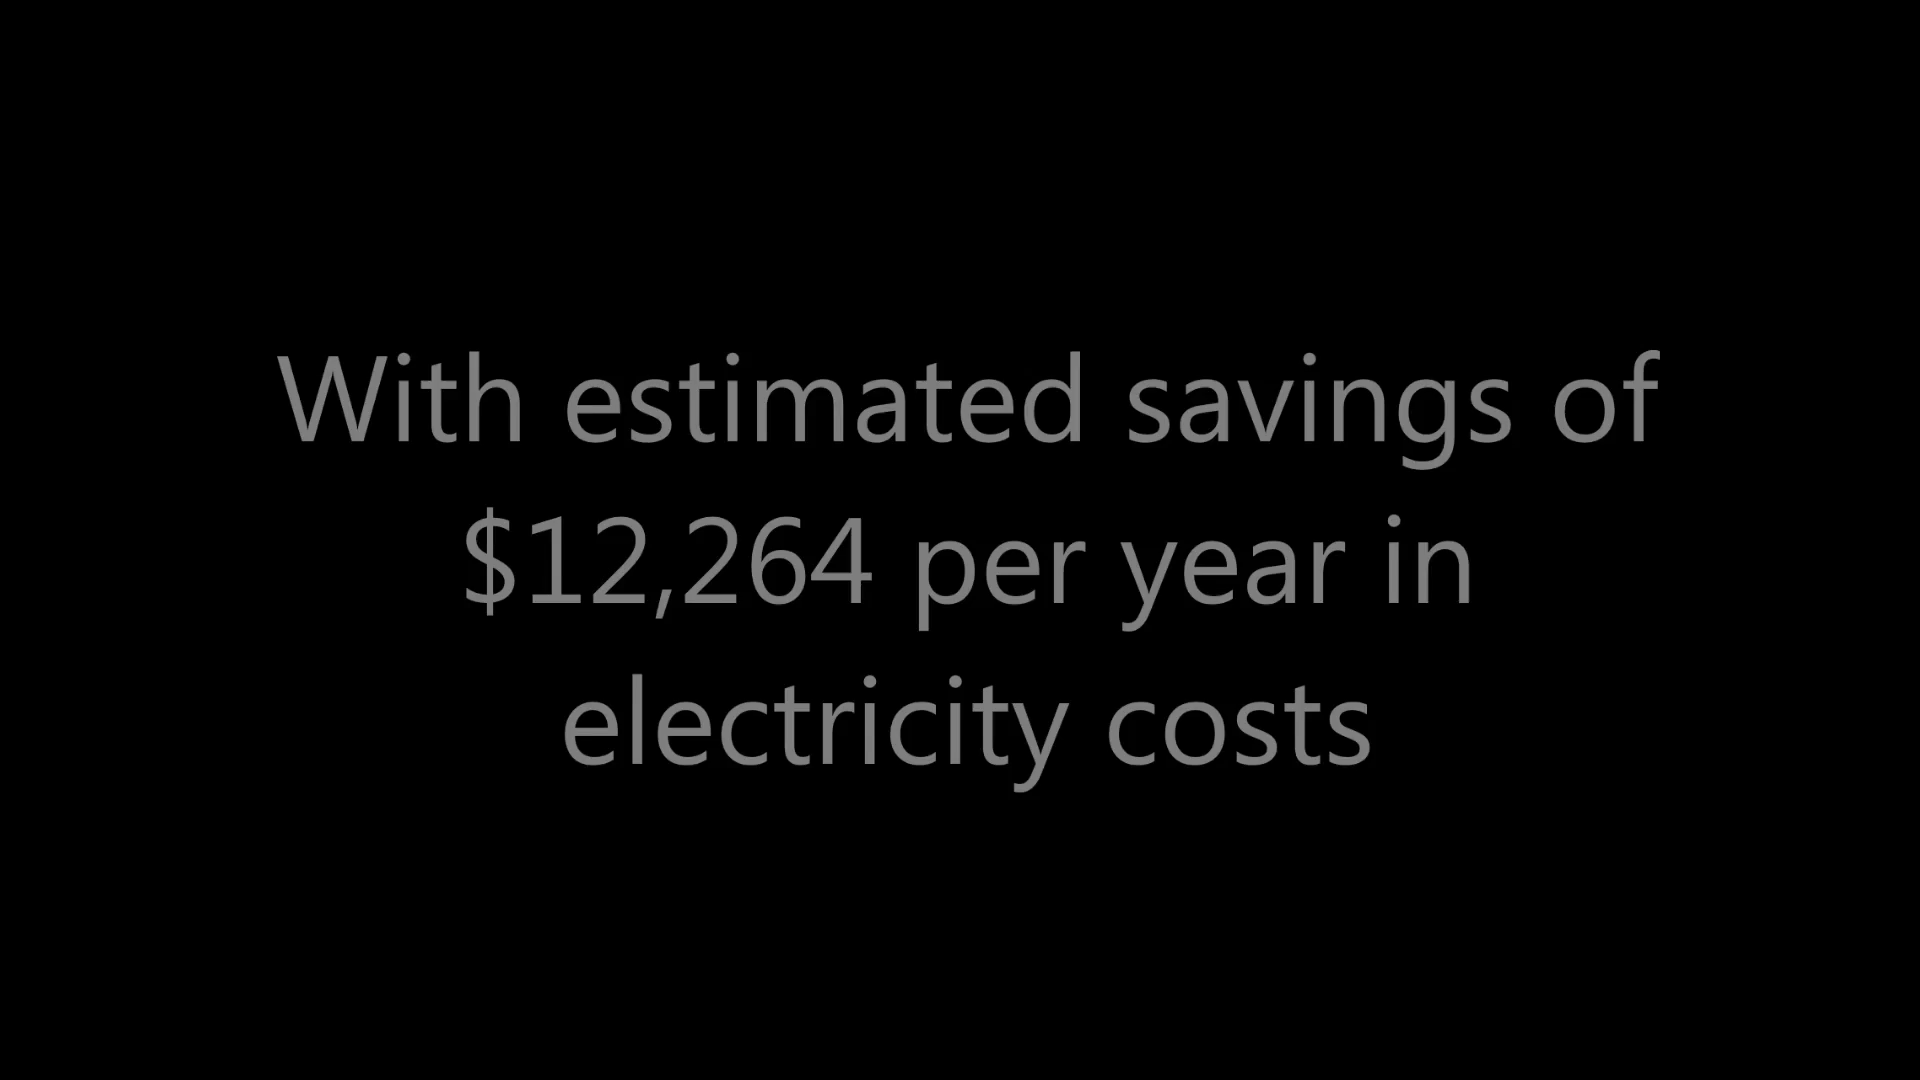 With estimated savings of
$12,264 per year in
electricity costs